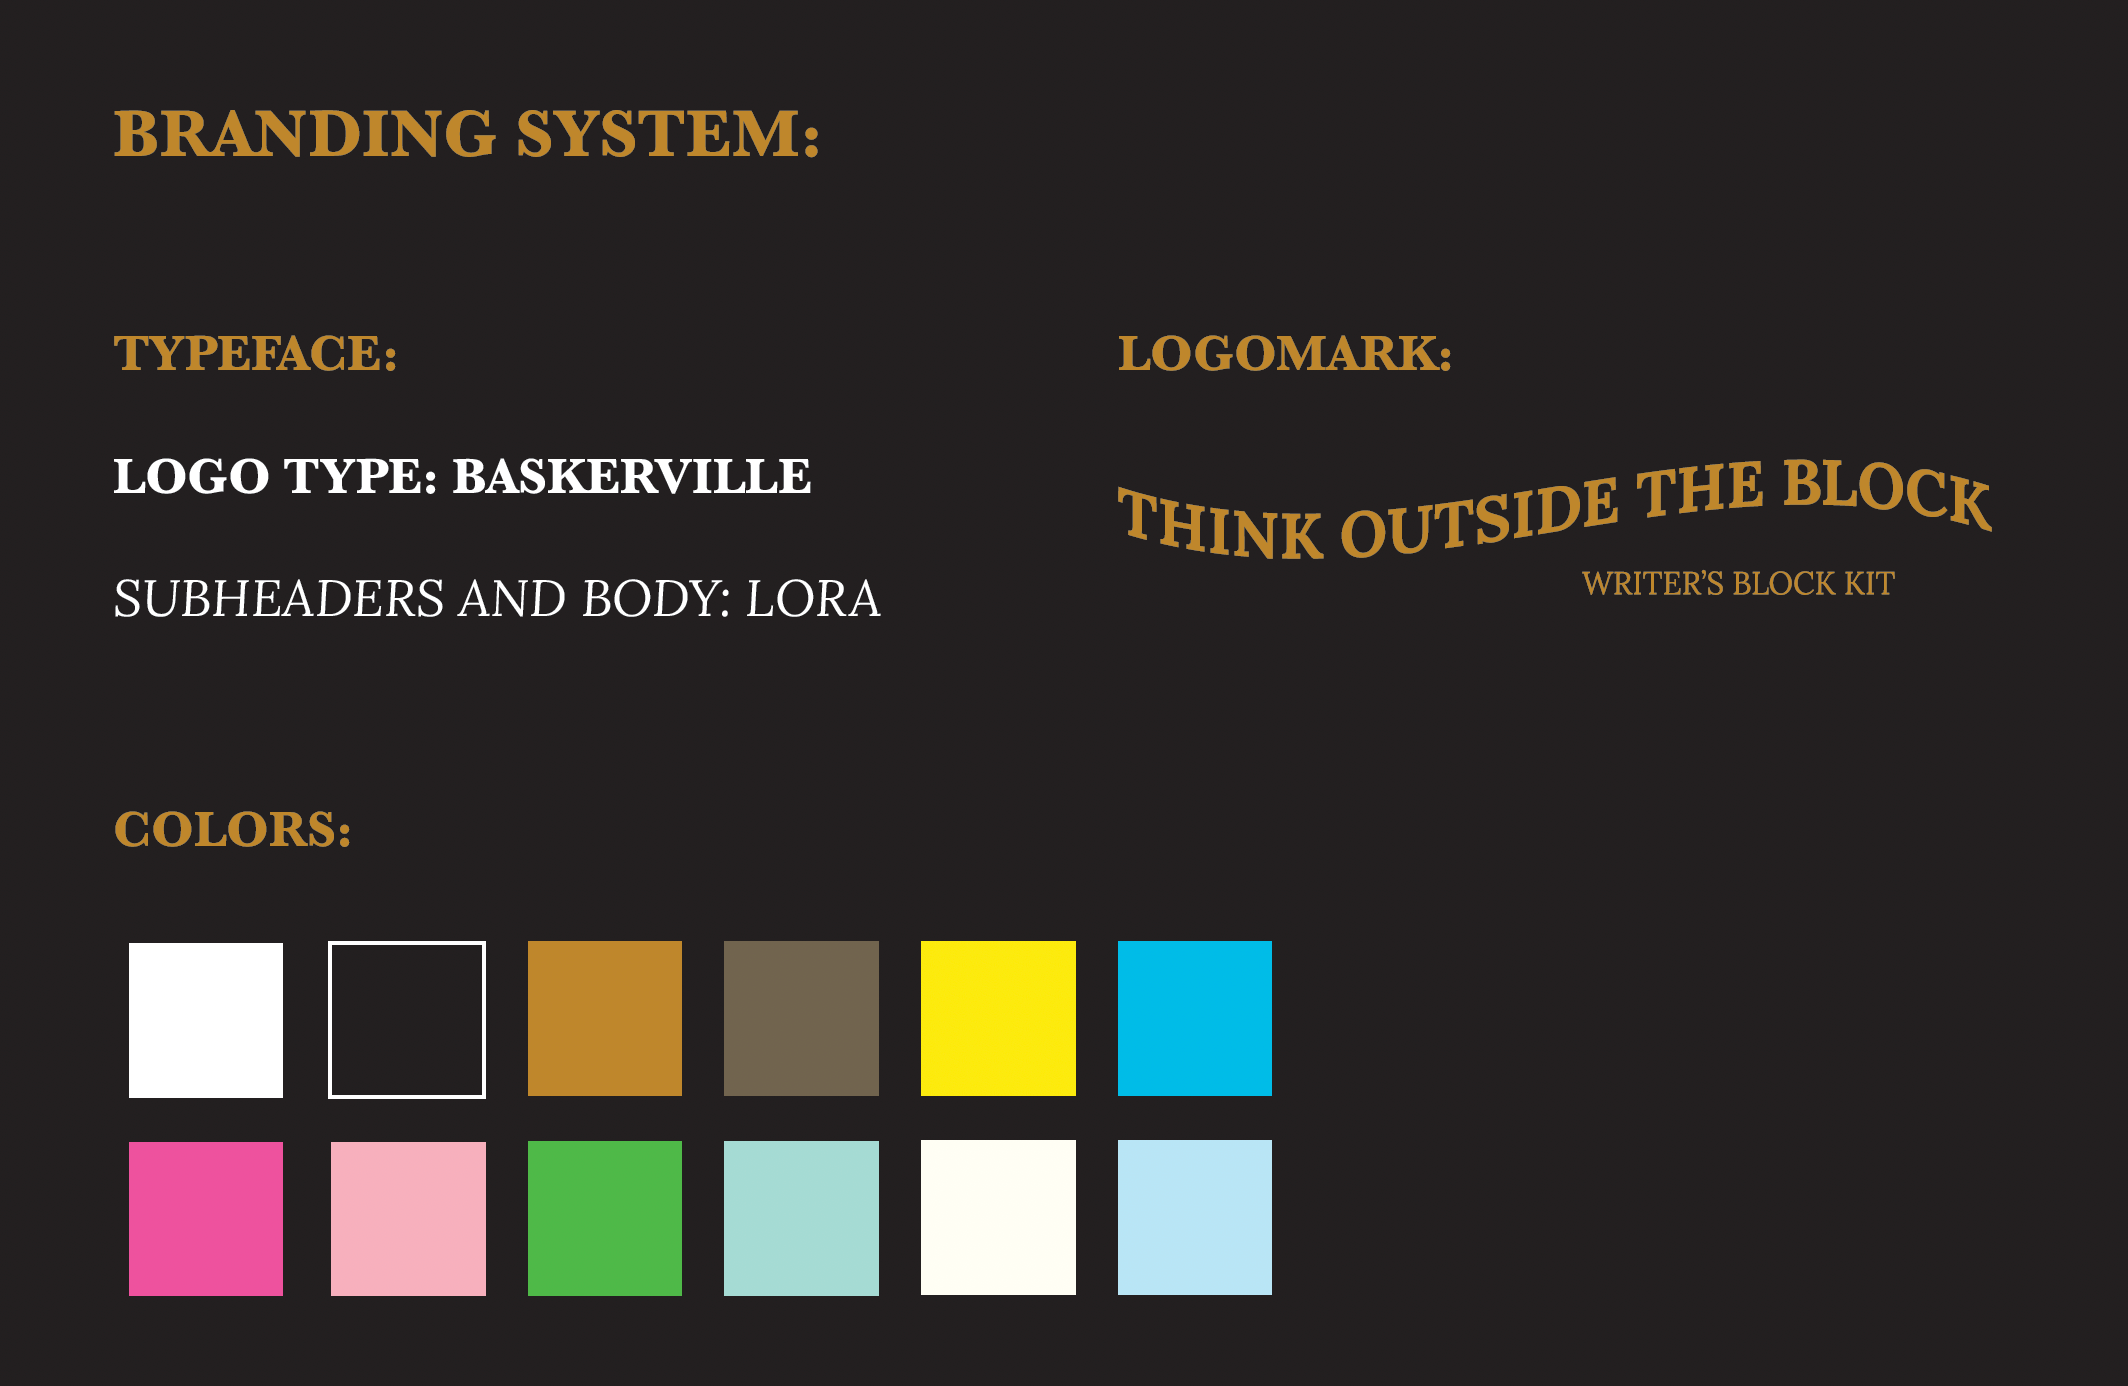 BRANDING SYSTEM:
TYPEFACE:
LOGO TYPE: BASKERVILLE
SUBHEADERS AND BODY: LORA
LOGOMARK:
THINK OUTSIDE THE BLOCK
WRITER’S BLOCK KIT
COLORS: